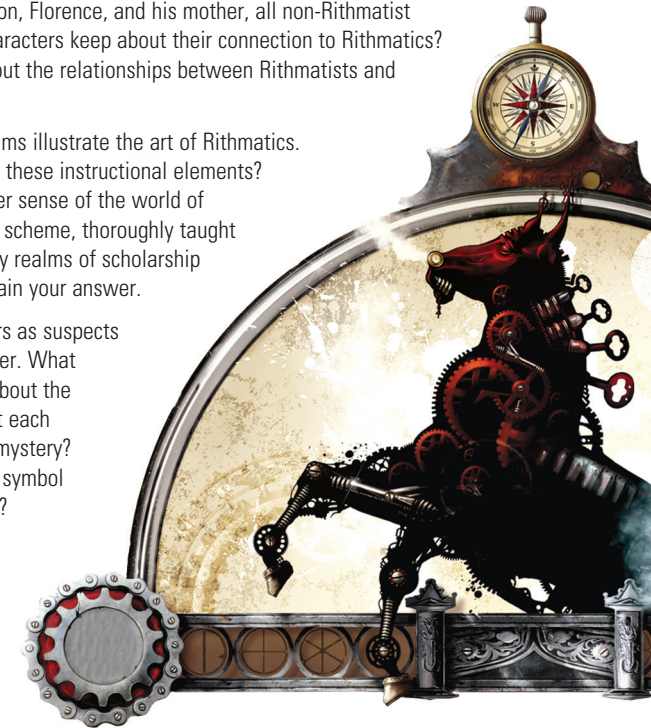 on, Florence, and his mother, all non-Rithmatist
aracters keep about their connection to Rithmatics?
out the relationships between Rithmatists and
ms illustrate the art of Rithmatics.
these instructional elements?
er sense of the world of
scheme, thoroughly taught
y realms of scholarship
ain your answer.
rs as suspects
er. What
bout the
t each
mystery?
symbol
?
N
W
E
S